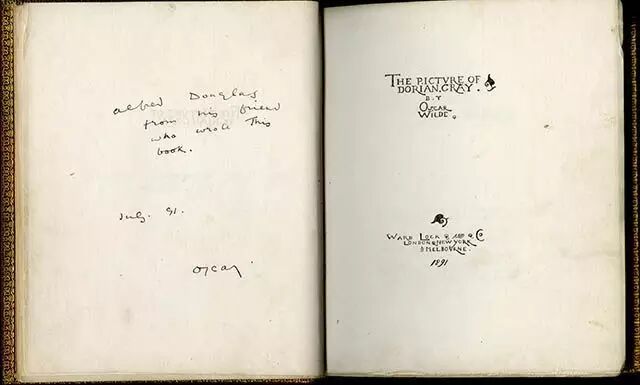 Alfred Douglas
from his friend
who wrote This
book.
July. 91.
Oscar
THE PICTURE OF
DORIAN GRAY.
BY
OSCAR
WILDE.
WARD LOCK & CO
LONDON NEW YORK
& MELBOURNE.
1891